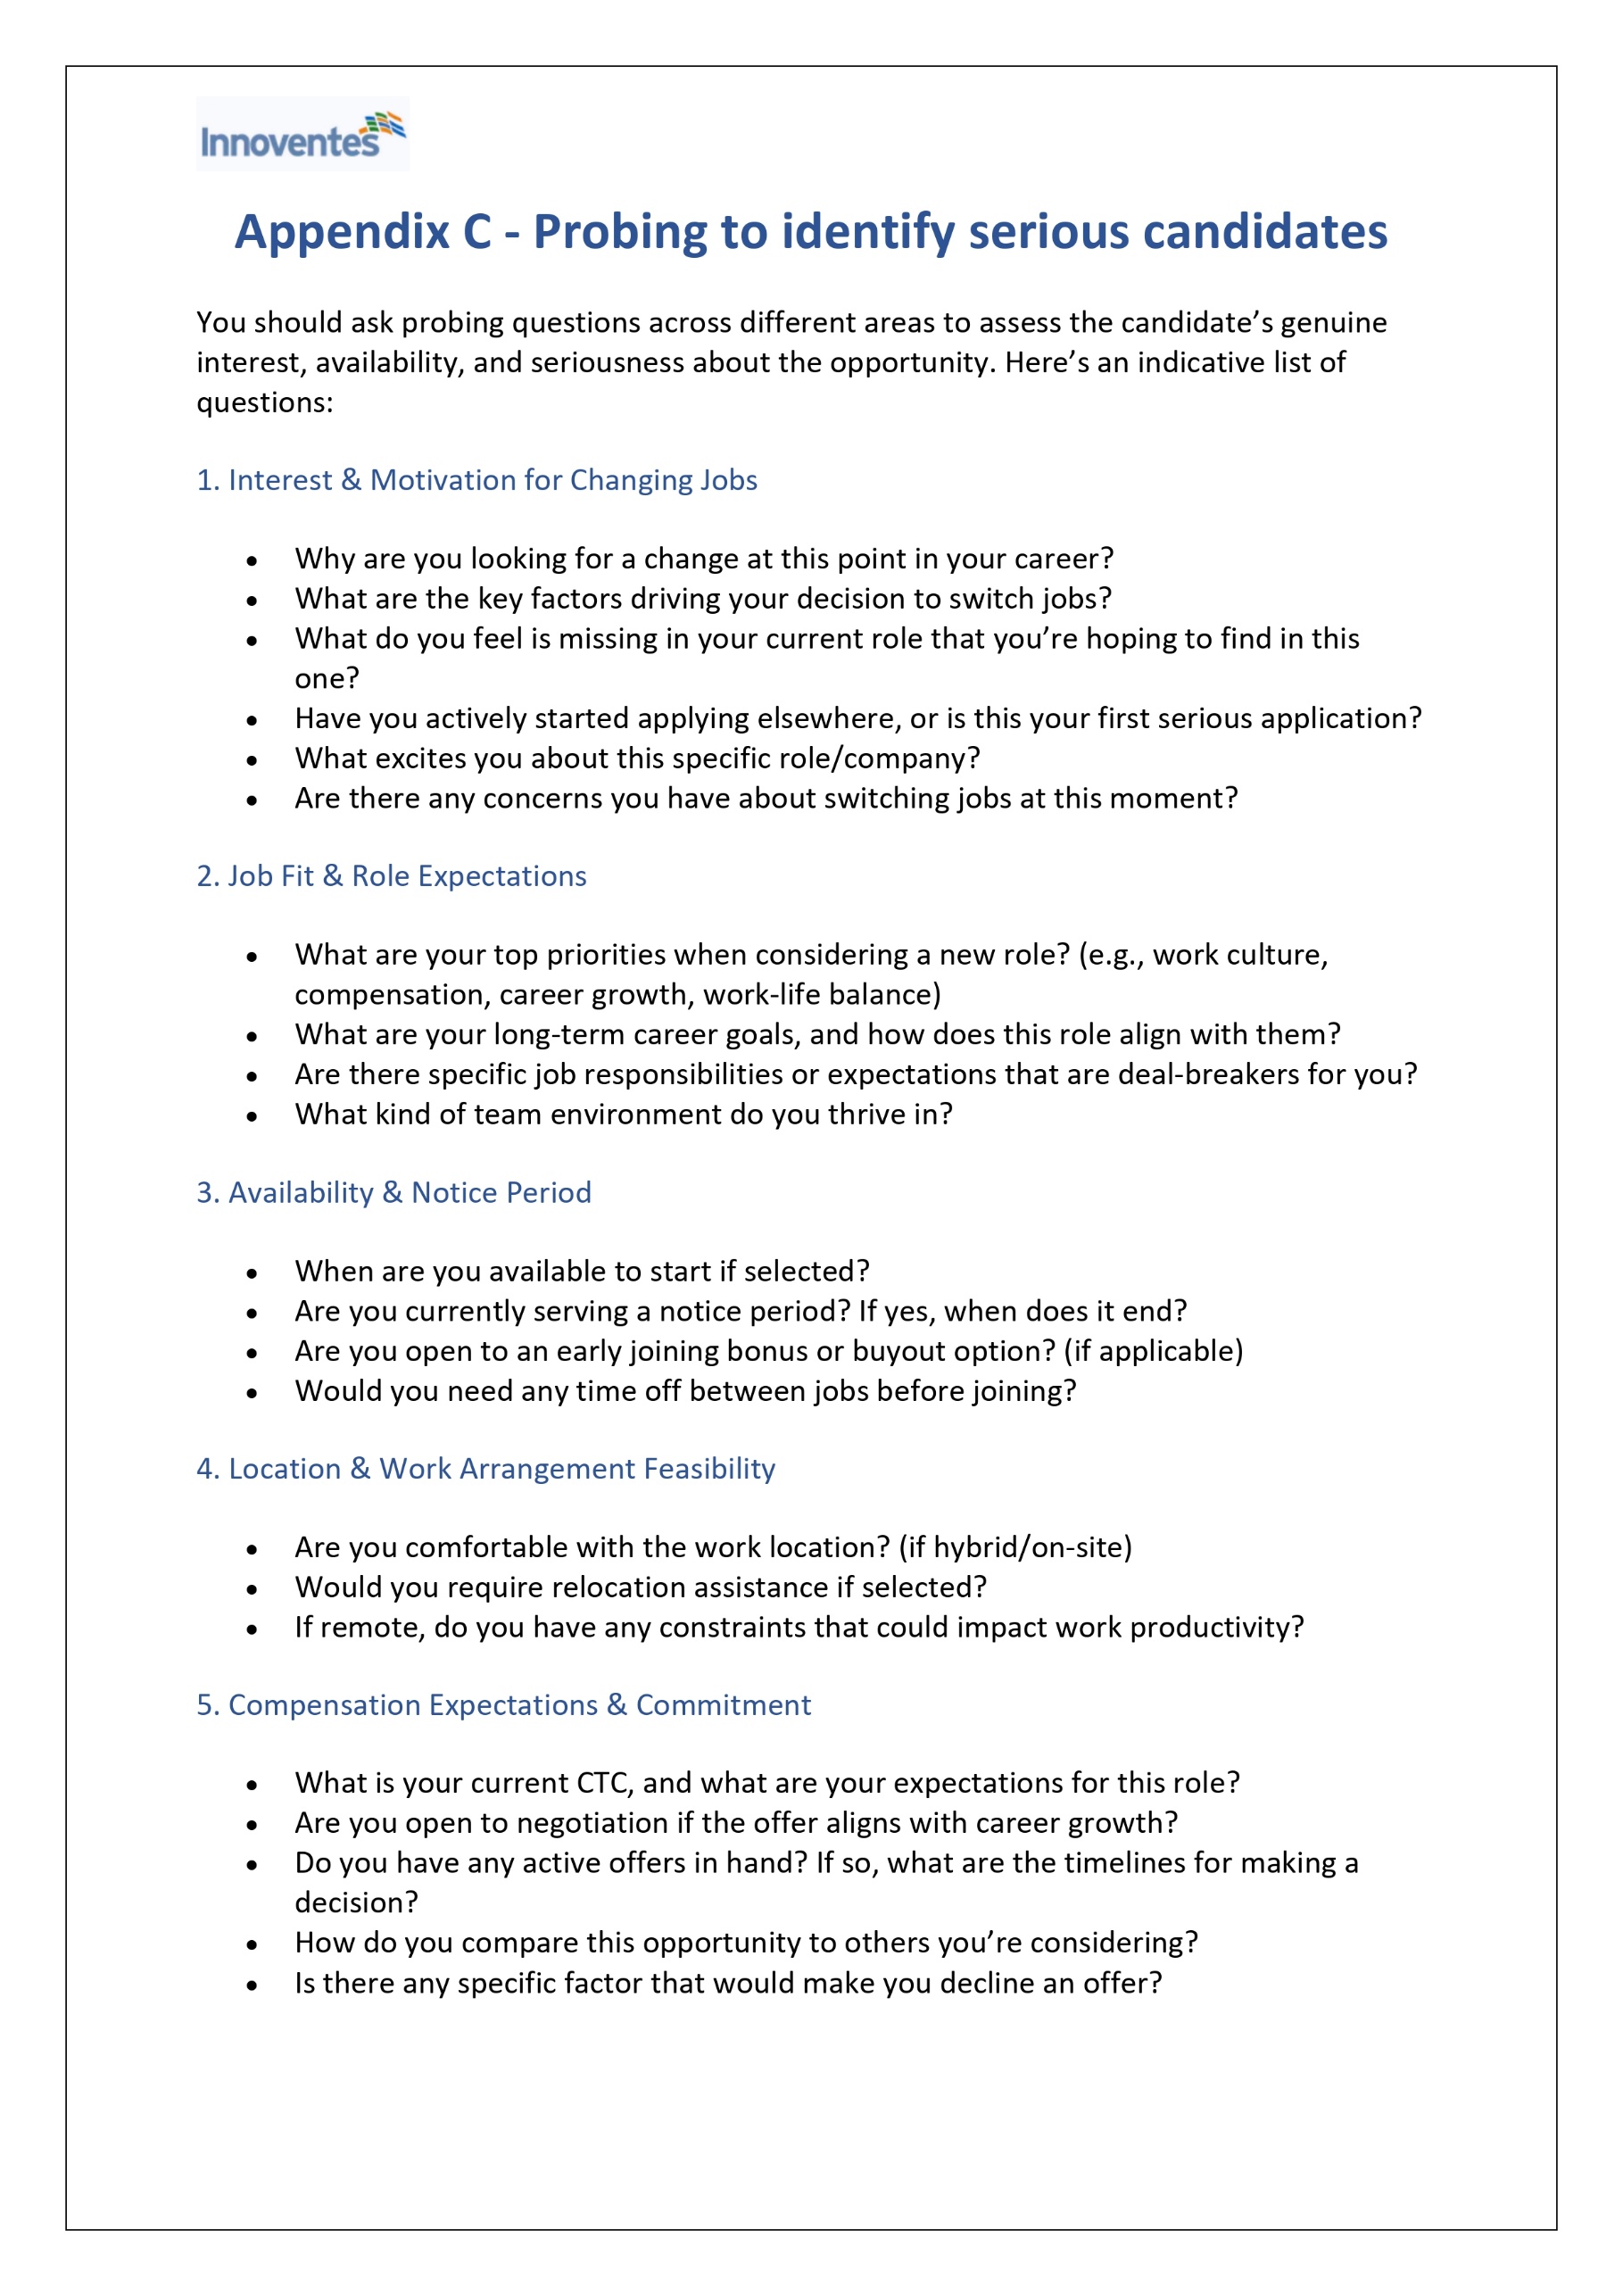 Innoventes
Appendix C - Probing to identify serious candidates
You should ask probing questions across different areas to assess the candidate’s genuine
interest, availability, and seriousness about the opportunity. Here’s an indicative list of
questions:
1. Interest & Motivation for Changing Jobs
• Why are you looking for a change at this point in your career?
• What are the key factors driving your decision to switch jobs?
• What do you feel is missing in your current role that you’re hoping to find in this
one?
• Have you actively started applying elsewhere, or is this your first serious application?
• What excites you about this specific role/company?
• Are there any concerns you have about switching jobs at this moment?
2. Job Fit & Role Expectations
• What are your top priorities when considering a new role? (e.g., work culture,
compensation, career growth, work-life balance)
• What are your long-term career goals, and how does this role align with them?
• Are there specific job responsibilities or expectations that are deal-breakers for you?
• What kind of team environment do you thrive in?
3. Availability & Notice Period
• When are you available to start if selected?
• Are you currently serving a notice period? If yes, when does it end?
• Are you open to an early joining bonus or buyout option? (if applicable)
• Would you need any time off between jobs before joining?
4. Location & Work Arrangement Feasibility
• Are you comfortable with the work location? (if hybrid/on-site)
• Would you require relocation assistance if selected?
• If remote, do you have any constraints that could impact work productivity?
5. Compensation Expectations & Commitment
• What is your current CTC, and what are your expectations for this role?
• Are you open to negotiation if the offer aligns with career growth?
• Do you have any active offers in hand? If so, what are the timelines for making a
decision?
• How do you compare this opportunity to others you’re considering?
• Is there any specific factor that would make you decline an offer?